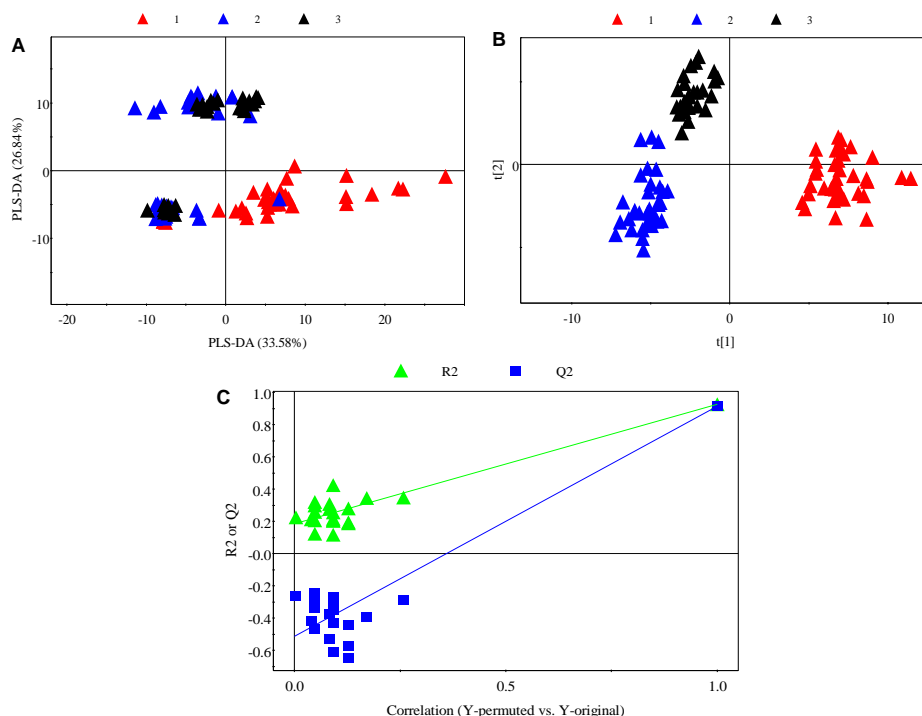 1 2 3
A
20
10
0
-10
PLS-DA (26.84%)
-20 -10 0 10 20 30
PLS-DA (33.58%)
1 2 3
B
0
t[2]
-10 0 10
t[1]
R2 Q2
C
1.0
0.8
0.6
0.4
0.2
-0.0
-0.2
-0.4
-0.6
R2 or Q2
0.0 0.5 1.0
Correlation (Y-permuted vs. Y-original)